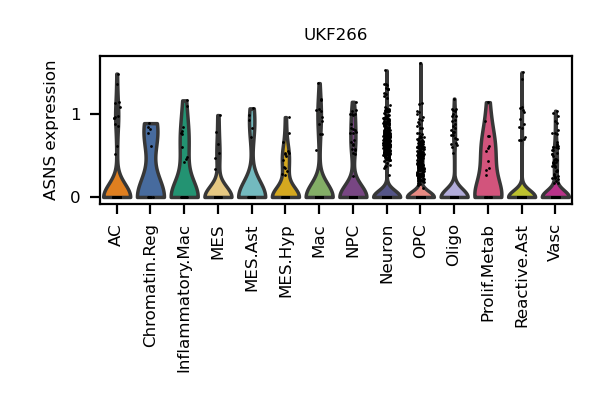 UKF266
ASNS expression
1
0
AC
Chromatin.Reg
Inflammatory.Mac
MES
MES.Ast
MES.Hyp
Mac
NPC
Neuron
OPC
Oligo
Prolif.Metab
Reactive.Ast
Vasc